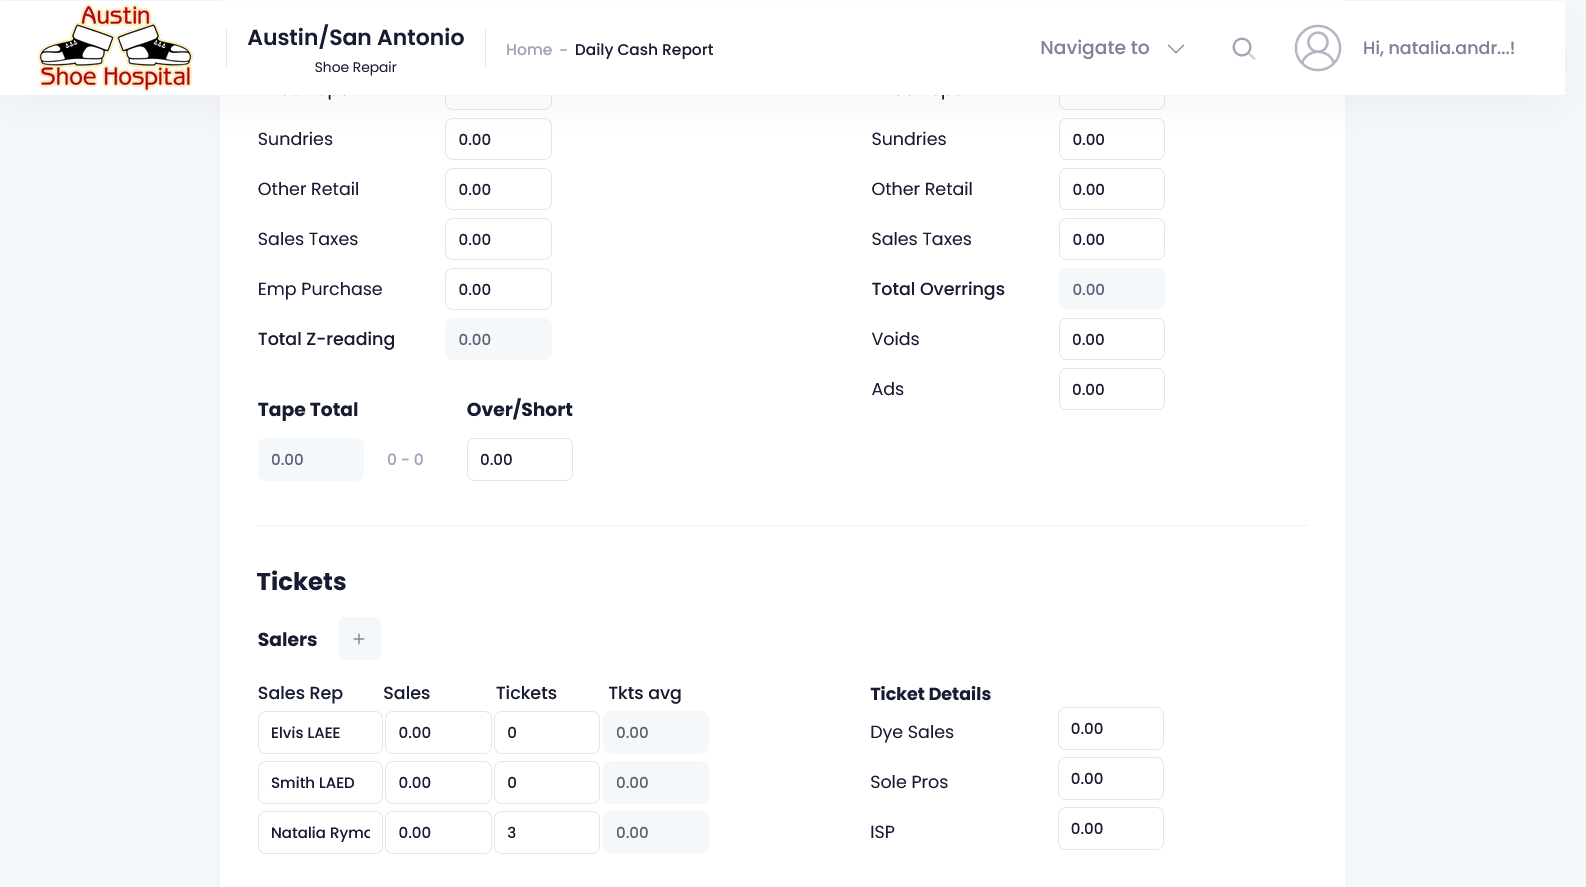 Austin
Shoe Hospital
Austin/San Antonio
Shoe Repair
Home - Daily Cash Report
Navigate to
Hi, natalia.andr...!
Sundries 0.00
Other Retail 0.00
Sales Taxes 0.00
Emp Purchase 0.00
Total Z-reading 0.00
Tape Total Over/Short
0.00 0 - 0 0.00
Sundries 0.00
Other Retail 0.00
Sales Taxes 0.00
Total Overrings 0.00
Voids 0.00
Ads 0.00
Tickets
Salers +
Sales Rep Sales Tickets Tkts avg
Elvis LAEE 0.00 0 0.00
Smith LAED 0.00 0 0.00
Natalia Rymc 0.00 3 0.00
Ticket Details
Dye Sales 0.00
Sole Pros 0.00
ISP 0.00